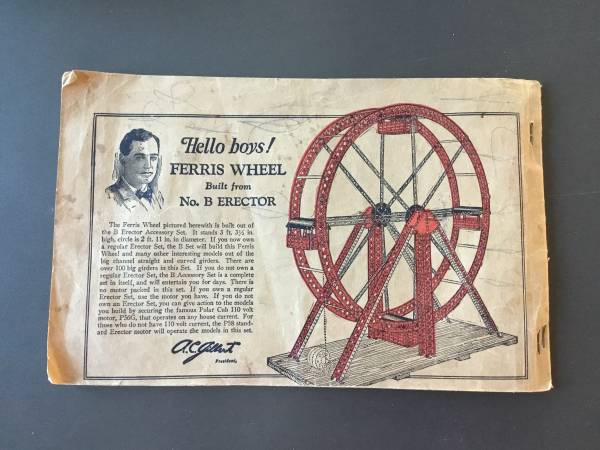 Hello boys!
FERRIS WHEEL
Built from
No. B ERECTOR
The Ferris Wheel pictured herewith is built out of
the B Erector Accessory Set. It stands 3 ft. 3½ in.
high, circle is 2 ft. 11 in. in diameter. If you now own
a regular Erector Set, the B Set will build this Ferris
Wheel and many other interesting models out of the
big channel straight and curved girders. There are
over 100 big girders in this Set. If you do not own a
regular Erector Set, the B Accessory Set is a complete
set in itself, and will entertain you for days. There is
no motor packed in this set. If you own a regular
Erector Set, use the motor you have. If you do not
own an Erector Set, you can give action to the models
you build by securing the famous Polar Cub 110 volt
motor, P56G, that operates on any house current. For
those who do not have 110 volt current, the P58 stand-
ard Erector motor will operate the models in this set.
A.C. Gilbert
President.